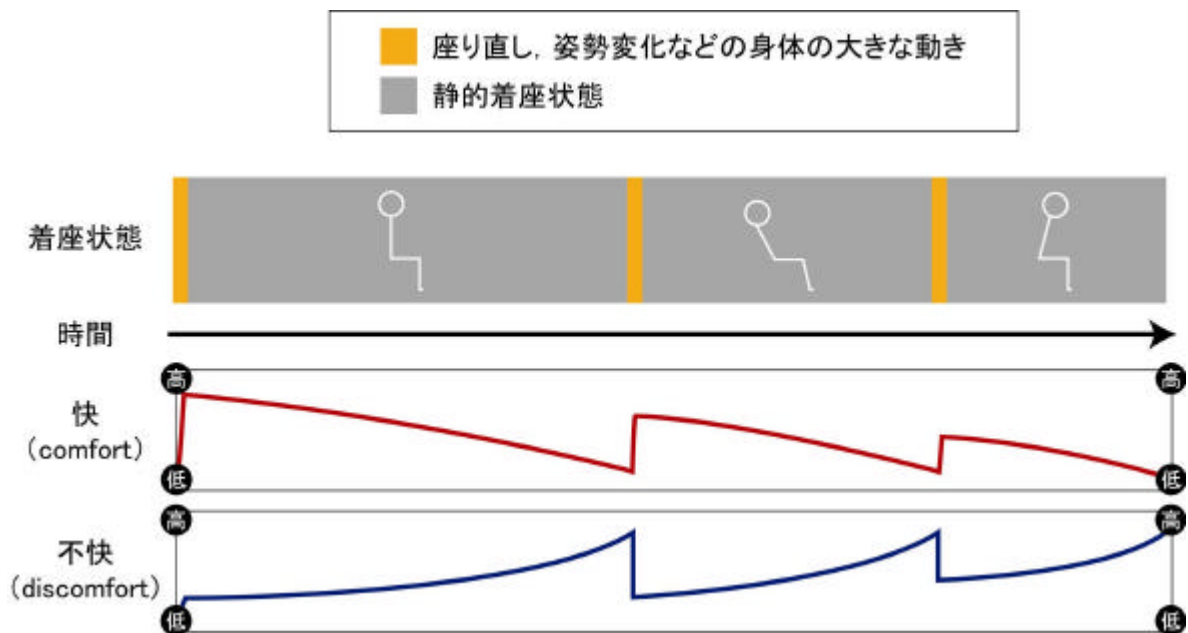 座り直し，姿勢変化などの身体の大きな動き
静的着座状態
着座状態
時間
高
高
快
(comfort)
低
低
高
高
不快
(discomfort)
低
低